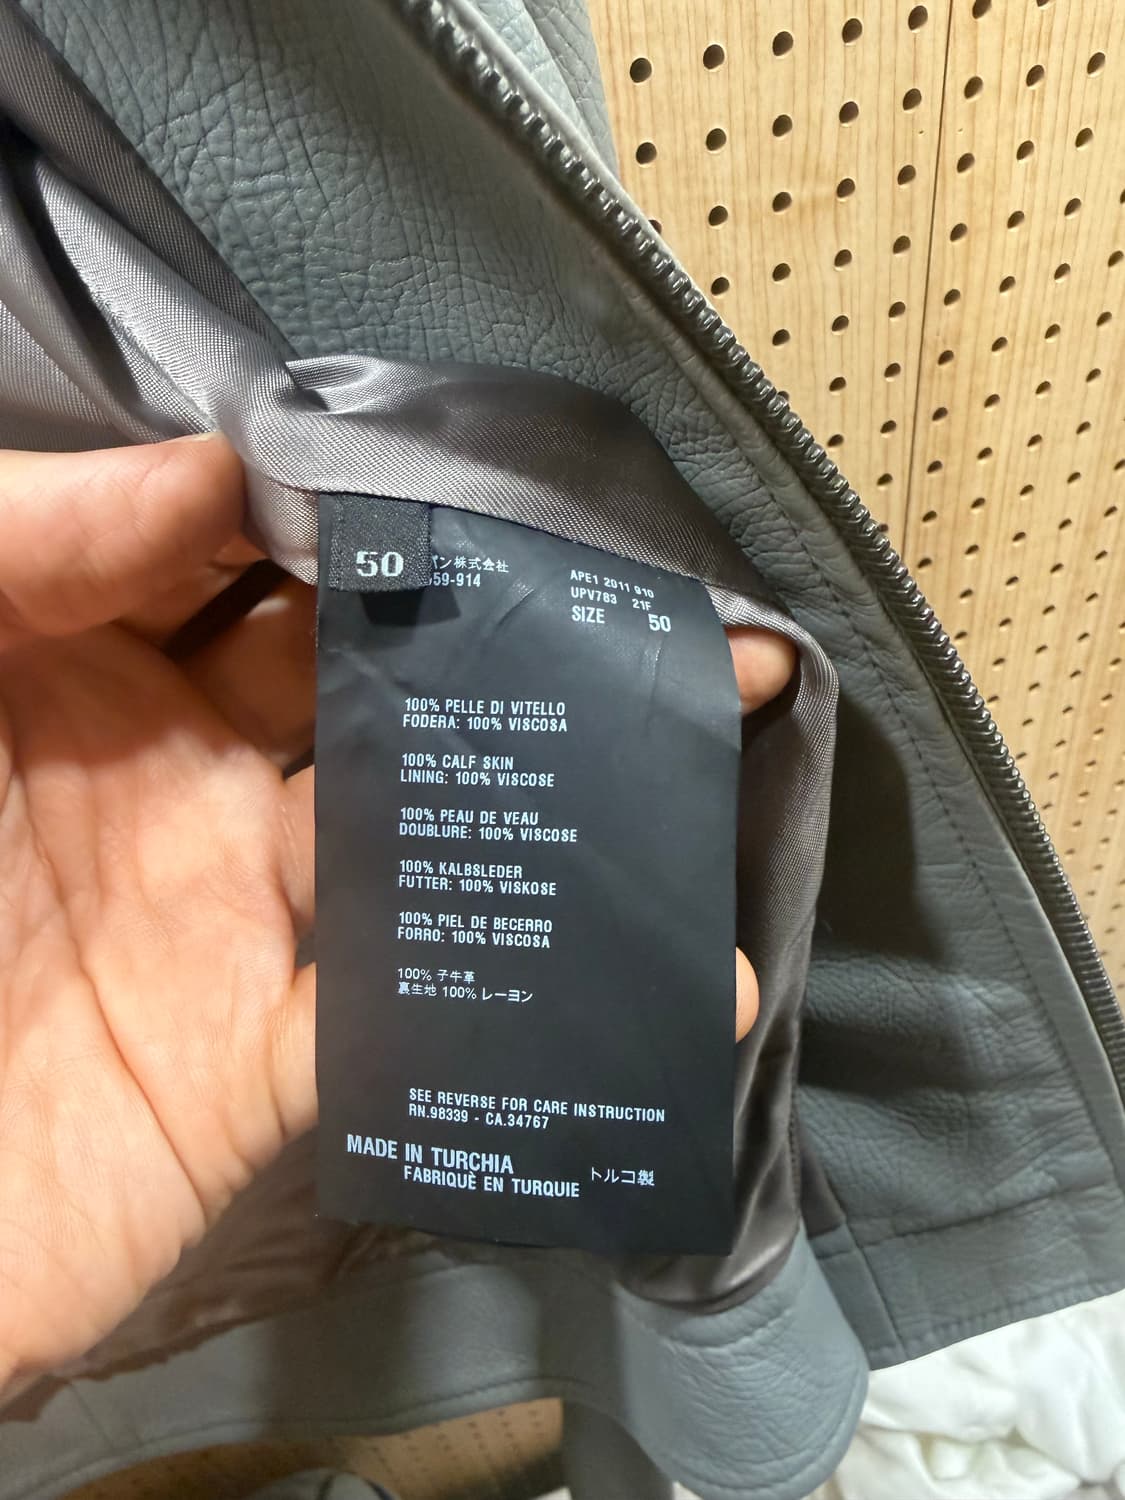 50
パン株式会社
59-914
APE1 2011 910
UPV783 21F
SIZE 50
100% PELLE DI VITELLO
FODERA: 100% VISCOSA
100% CALF SKIN
LINING: 100% VISCOSE
100% PEAU DE VEAU
DOUBLURE: 100% VISCOSE
100% KALBSLEDER
FUTTER: 100% VISKOSE
100% PIEL DE BECERRO
FORRO: 100% VISCOSA
100% 子牛革
裏生地 100% レーヨン
SEE REVERSE FOR CARE INSTRUCTION
RN.98339 - CA.34767
MADE IN TURCHIA
FABRIQUÈ EN TURQUIE
トルコ製